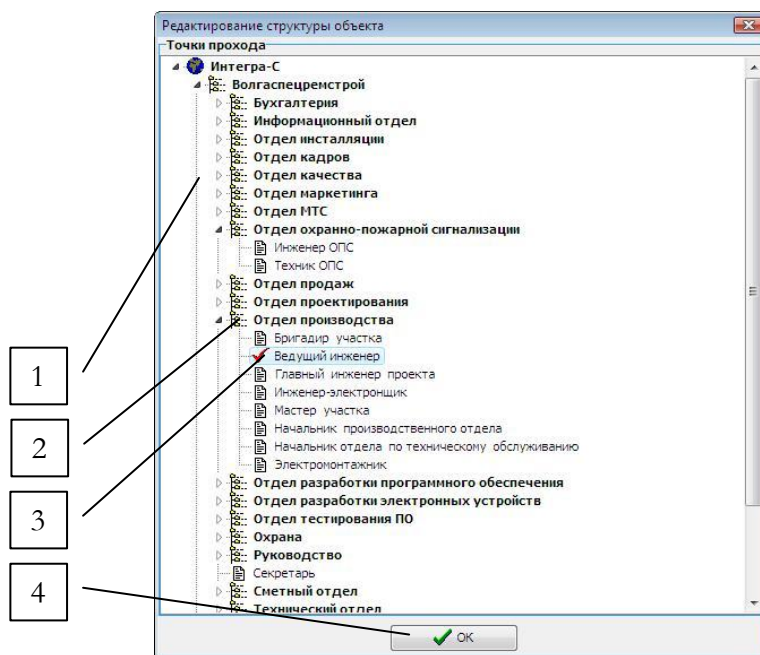 Редактирование структуры объекта
Точки прохода
Интегра-С
Волгаспецремстрой
Бухгалтерия
Информационный отдел
Отдел инсталляции
Отдел кадров
Отдел качества
Отдел маркетинга
Отдел МТС
Отдел охранно-пожарной сигнализации
Инженер ОПС
Техник ОПС
Отдел продаж
Отдел проектирования
Отдел производства
Бригадир участка
Ведущий инженер
1
Главный инженер проекта
Инженер-электронщик
Мастер участка
Начальник производственного отдела
2
Начальник отдела по техническому обслуживанию
Электромонтажник
Отдел разработки программного обеспечения
Отдел разработки электронных устройств
3
Отдел тестирования ПО
Охрана
Руководство
Секретарь
4
Сметный отдел
Технический отдел
OK